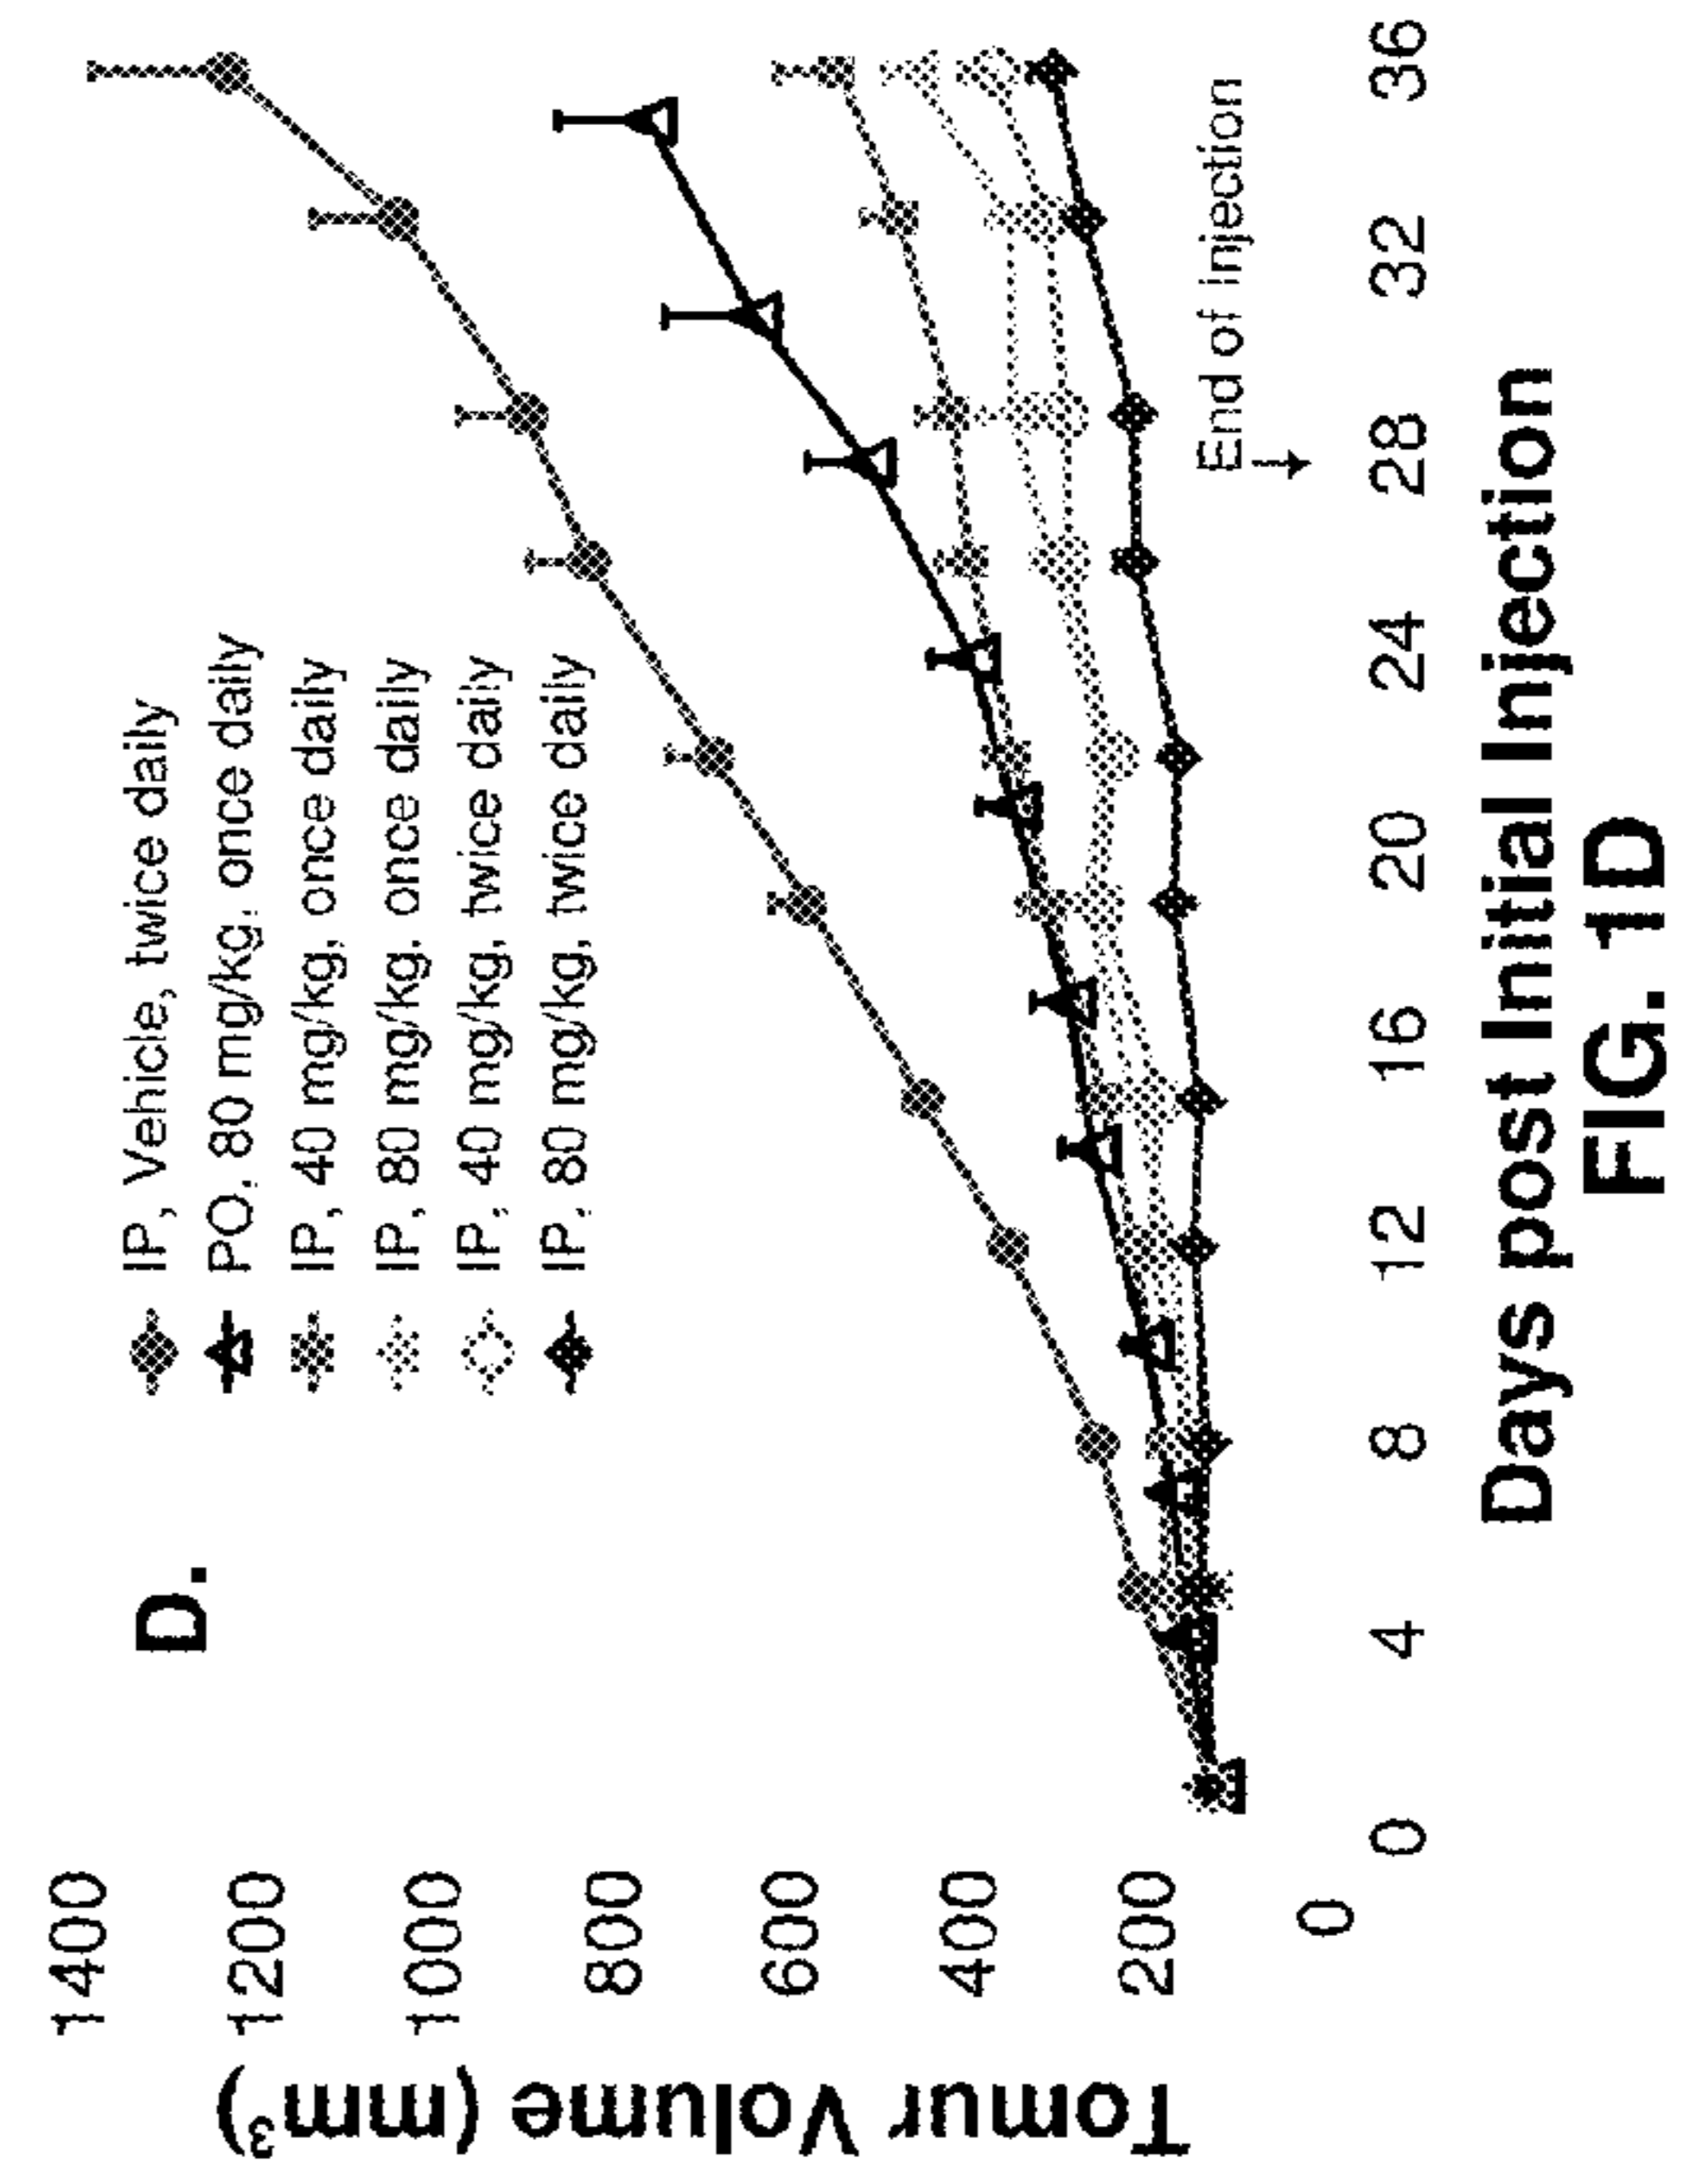 D.
IP, Vehicle, twice daily
PO, 80 mg/kg, once daily
IP, 40 mg/kg, once daily
IP, 80 mg/kg, once daily
IP, 40 mg/kg, twice daily
IP, 80 mg/kg, twice daily
Tomur Volume (mm³)
1400
1200
1000
800
600
400
200
0
End of injection
0 4 8 12 16 20 24 28 32 36
Days post Initial Injection
FIG. 1D